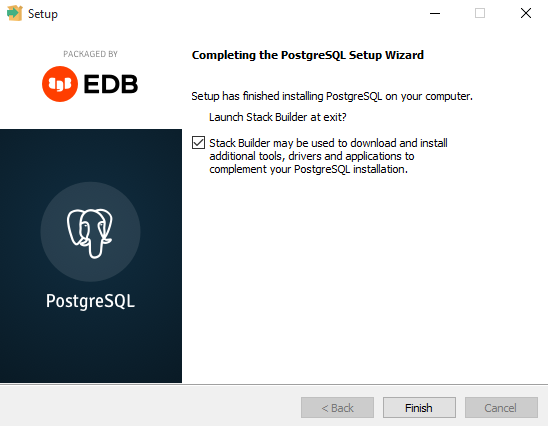 Setup
PACKAGED BY
EDB
PostgreSQL
Completing the PostgreSQL Setup Wizard
Setup has finished installing PostgreSQL on your computer.
Launch Stack Builder at exit?
Stack Builder may be used to download and install
additional tools, drivers and applications to
complement your PostgreSQL installation.
< Back
Finish
Cancel